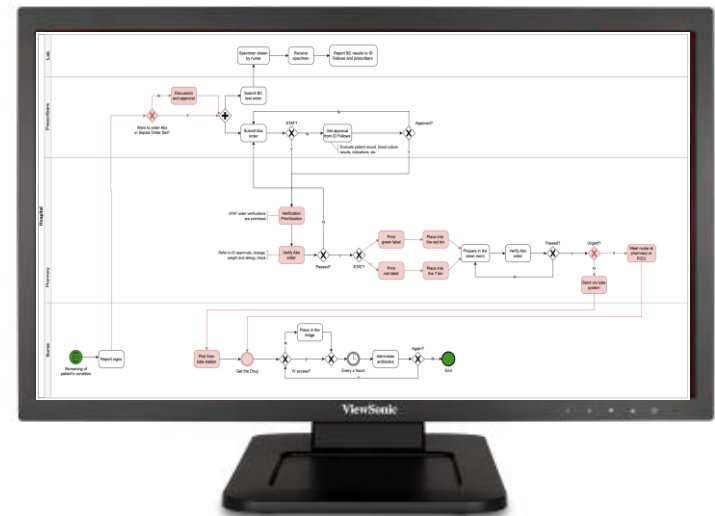 Lab
Specimen drawn
by nurse
Receive
specimen
Report BC results to ID
Fellows and prescribers
Prescribers
Discussion
and approval
N
Y
Want to order Abx
in Sepsis Order Set?
Submit BC
test order
Submit Abx
order
STAT?
N
Y
Get approval
from ID Fellows
Evaluate patient record, blood culture
results, indications, etc.
N
Approved?
Y
Hospital
Pharmacy
STAT order verifications
are prioritized
Verification
Prioritization
Refer to ID approvals, dosage,
weight and allergy check
Verify Abx
order
N
Passed?
Y
STAT?
Print
green label
Place into
the red bin
Print
red label
Place into
the ? bin
Prepare in the
clean room
Verify Abx
order
Passed?
N
Y
Urgent?
Y
N
Meet nurse at
pharmacy or
PICU
Send via tube
system
Nurses
Worsening of
patient's condition
Report signs
Pick from
tube station
Get the Drug
Place in the
fridge
N
Y
IV access?
Every x hours
Administer
antibiotics
Again?
N
Y
End
ViewSonic